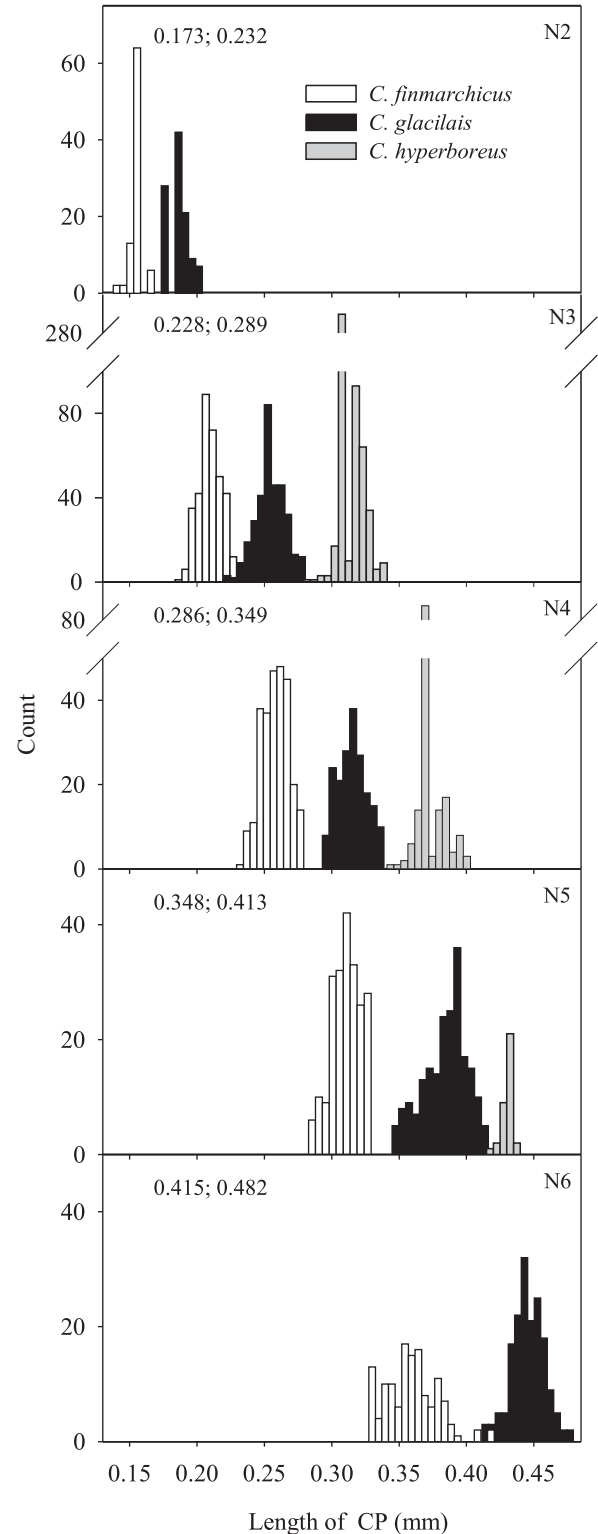 0.173; 0.232 N2
60
C. finmarchicus
C. glacilais
C. hyperboreus
40
20
0
280 0.228; 0.289 N3
80
40
0
80 0.286; 0.349 N4
40
20
0
Count
0.348; 0.413 N5
40
20
0
0.415; 0.482 N6
40
20
0
0.15 0.20 0.25 0.30 0.35 0.40 0.45
Length of CP (mm)